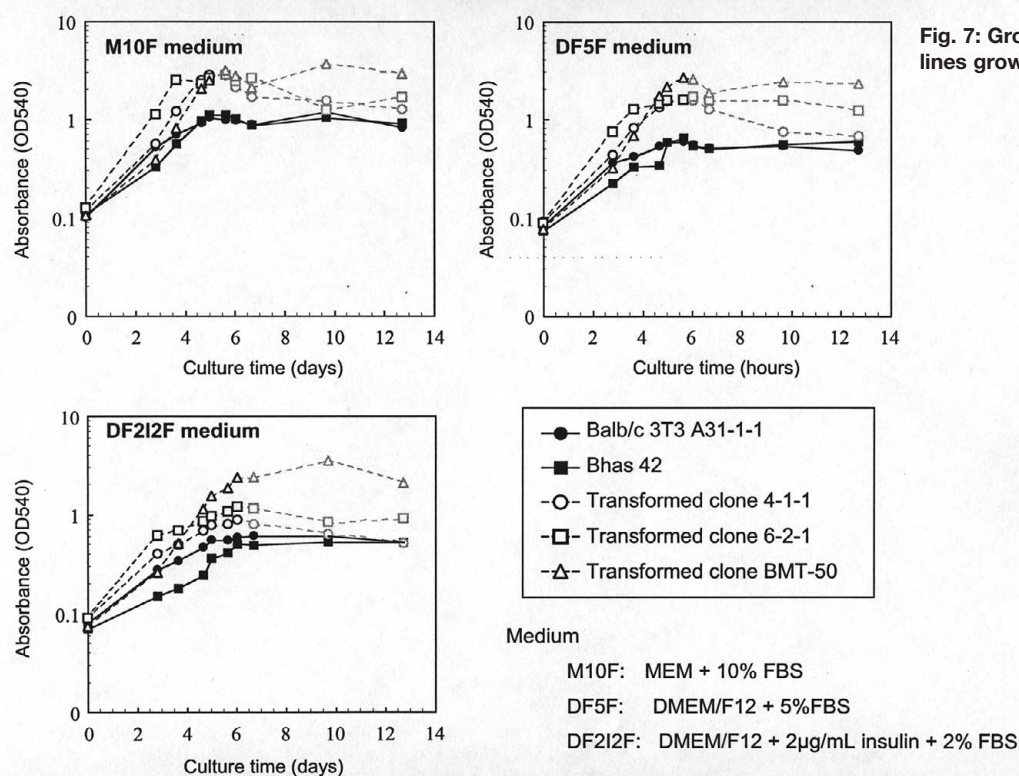 M10F medium
Absorbance (OD540)
10
1
0.1
0
0 2 4 6 8 10 12 14
Culture time (days)
DF5F medium
Absorbance (OD540)
10
1
0.1
0
0 2 4 6 8 10 12 14
Culture time (hours)
Fig. 7: Gro
lines grow
DF2I2F medium
Absorbance (OD540)
10
1
0.1
0
0 2 4 6 8 10 12 14
Culture time (days)
Balb/c 3T3 A31-1-1
Bhas 42
Transformed clone 4-1-1
Transformed clone 6-2-1
Transformed clone BMT-50
Medium
M10F: MEM + 10% FBS
DF5F: DMEM/F12 + 5%FBS
DF2I2F: DMEM/F12 + 2μg/mL insulin + 2% FBS